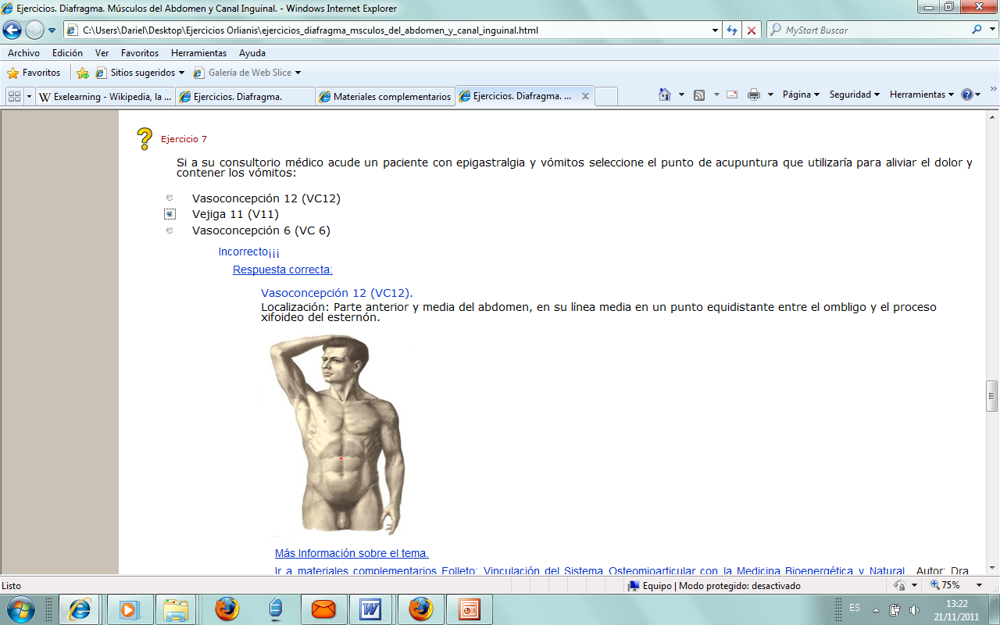 Ejercicios. Diafragma. Músculos del Abdomen y Canal Inguinal. - Windows Internet Explorer
C:\Users\Dariel\Desktop\Ejercicios Orlianis\ejercicios_diafragma_msculos_del_abdomen_y_canal_inguinal.html
MyStart Buscar
Archivo Edición Ver Favoritos Herramientas Ayuda
Favoritos Sitios sugeridos Galería de Web Slice
W Exelearning - Wikipedia, la ... Ejercicios. Diafragma. Materiales complementarios Ejercicios. Diafragma. ... Página Seguridad Herramientas
Ejercicio 7
Si a su consultorio médico acude un paciente con epigastralgia y vómitos seleccione el punto de acupuntura que utilizaría para aliviar el dolor y
contener los vómitos:
Vasoconcepción 12 (VC12)
Vejiga 11 (V11)
Vasoconcepción 6 (VC 6)
Incorrecto¡¡¡
Respuesta correcta:
Vasoconcepción 12 (VC12).
Localización: Parte anterior y media del abdomen, en su línea media en un punto equidistante entre el ombligo y el proceso
xifoideo del esternón.
Más Información sobre el tema.
Ir a materiales complementarios Folleto: Vinculación del Sistema Osteomioarticular con la Medicina Bioenergética y Natural. Autor: Dra.
Listo Equipo | Modo protegido: desactivado 75%
ES 13:22
21/11/2011